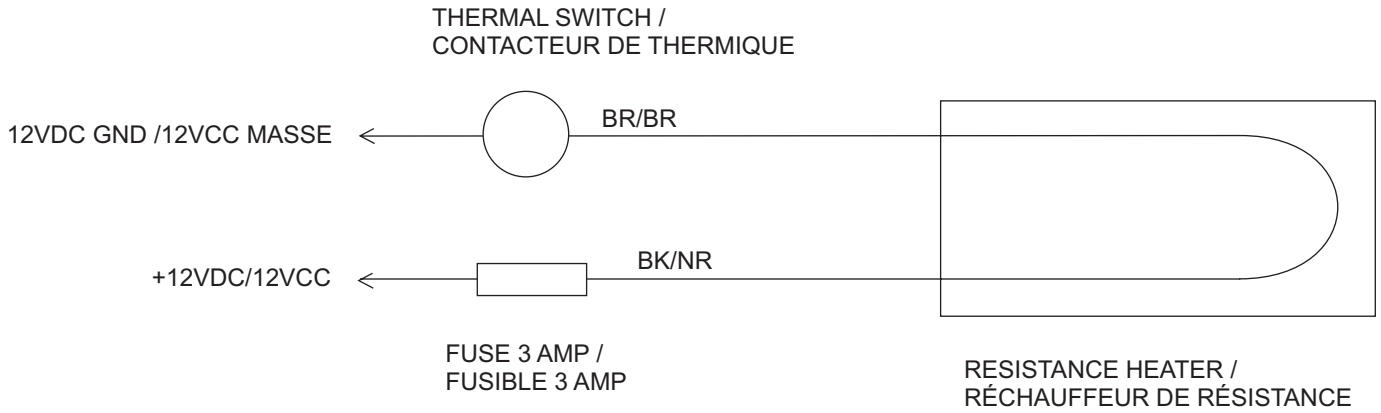 THERMAL SWITCH /
CONTACTEUR DE THERMIQUE
12VDC GND /12VCC MASSE
BR/BR
+12VDC/12VCC
BK/NR
FUSE 3 AMP /
FUSIBLE 3 AMP
RESISTANCE HEATER /
RÉCHAUFFEUR DE RÉSISTANCE